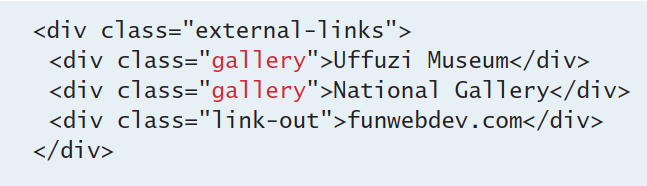 <div class="external-links">
<div class="gallery">Uffuzi Museum</div>
<div class="gallery">National Gallery</div>
<div class="link-out">funwebdev.com</div>
</div>